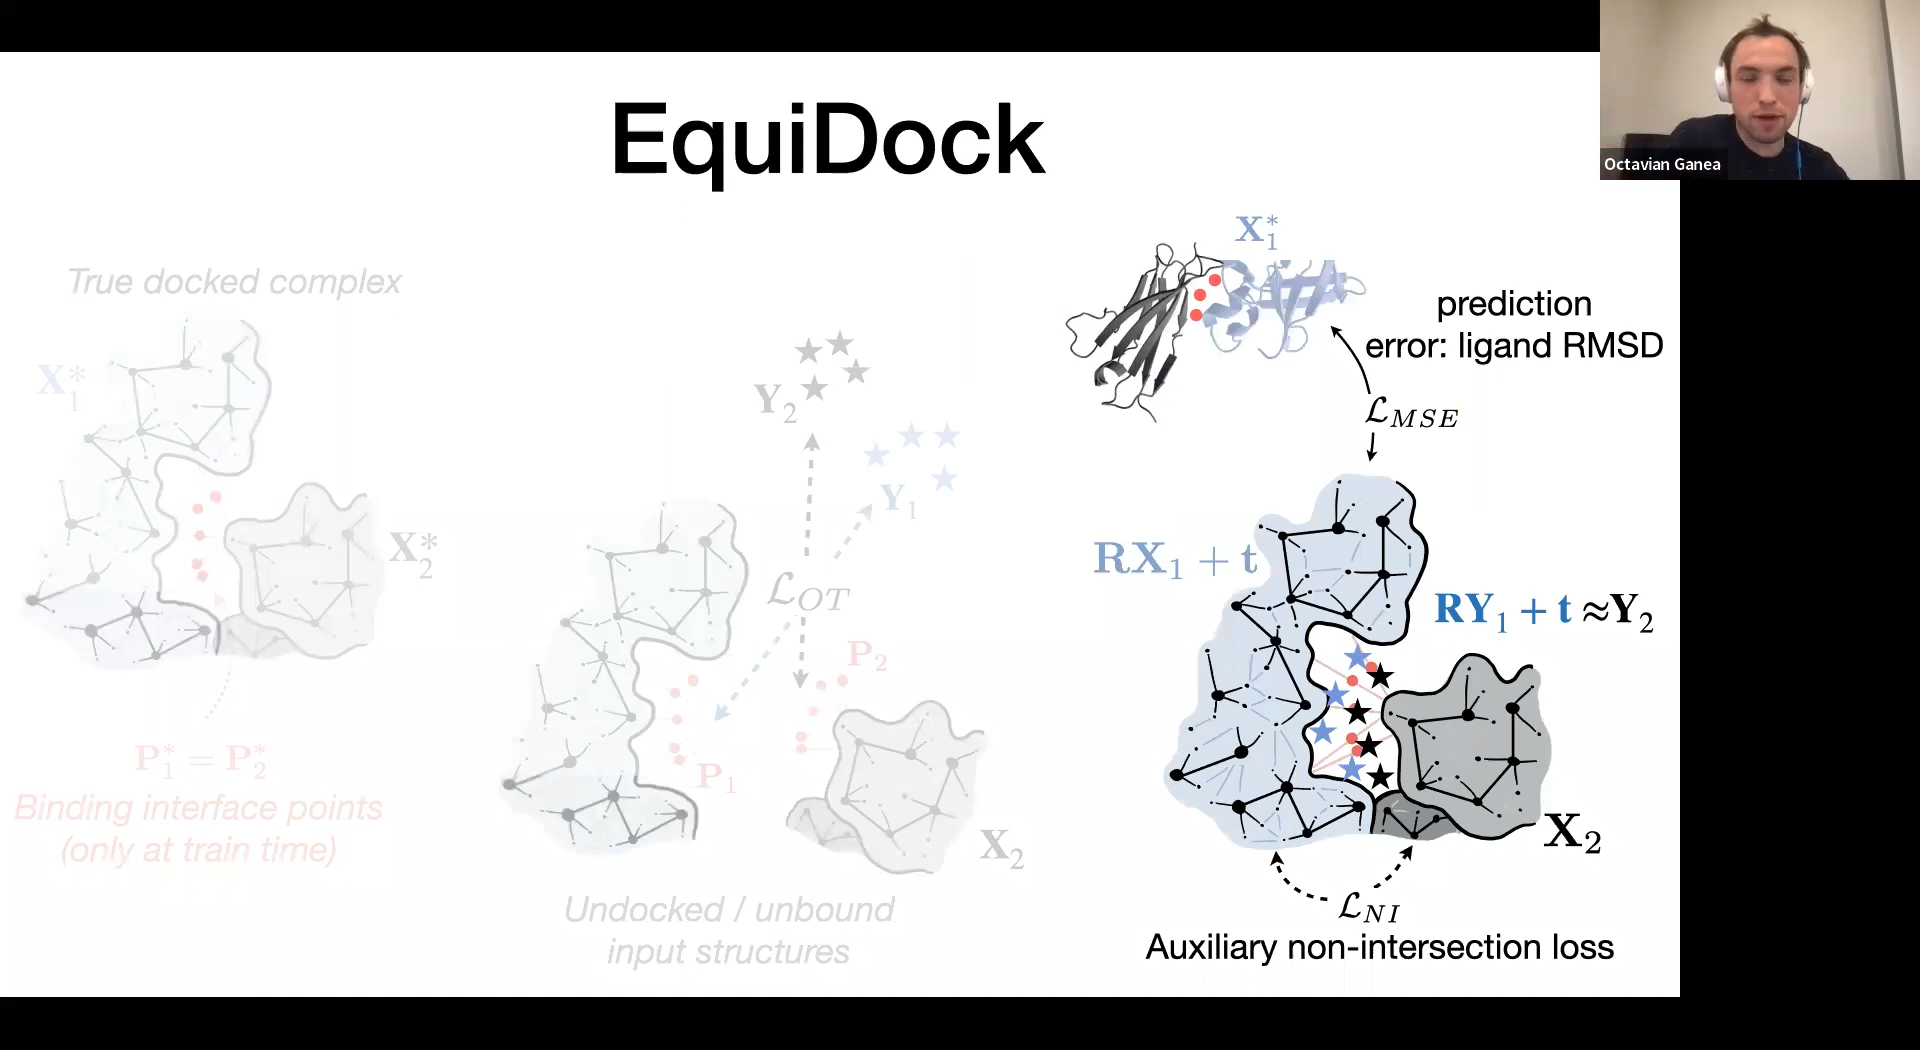 EquiDock
Octavian Ganea
True docked complex
X₁*
X₂*
P₁* = P₂*
Binding interface points
(only at train time)
Y₂
Y₁
ℒ_OT
P₂
P₁
X₂
Undocked / unbound
input structures
X₁*
prediction
error: ligand RMSD
ℒ_MSE
RX₁ + t
RY₁ + t ≈Y₂
X₂
ℒ_NI
Auxiliary non-intersection loss